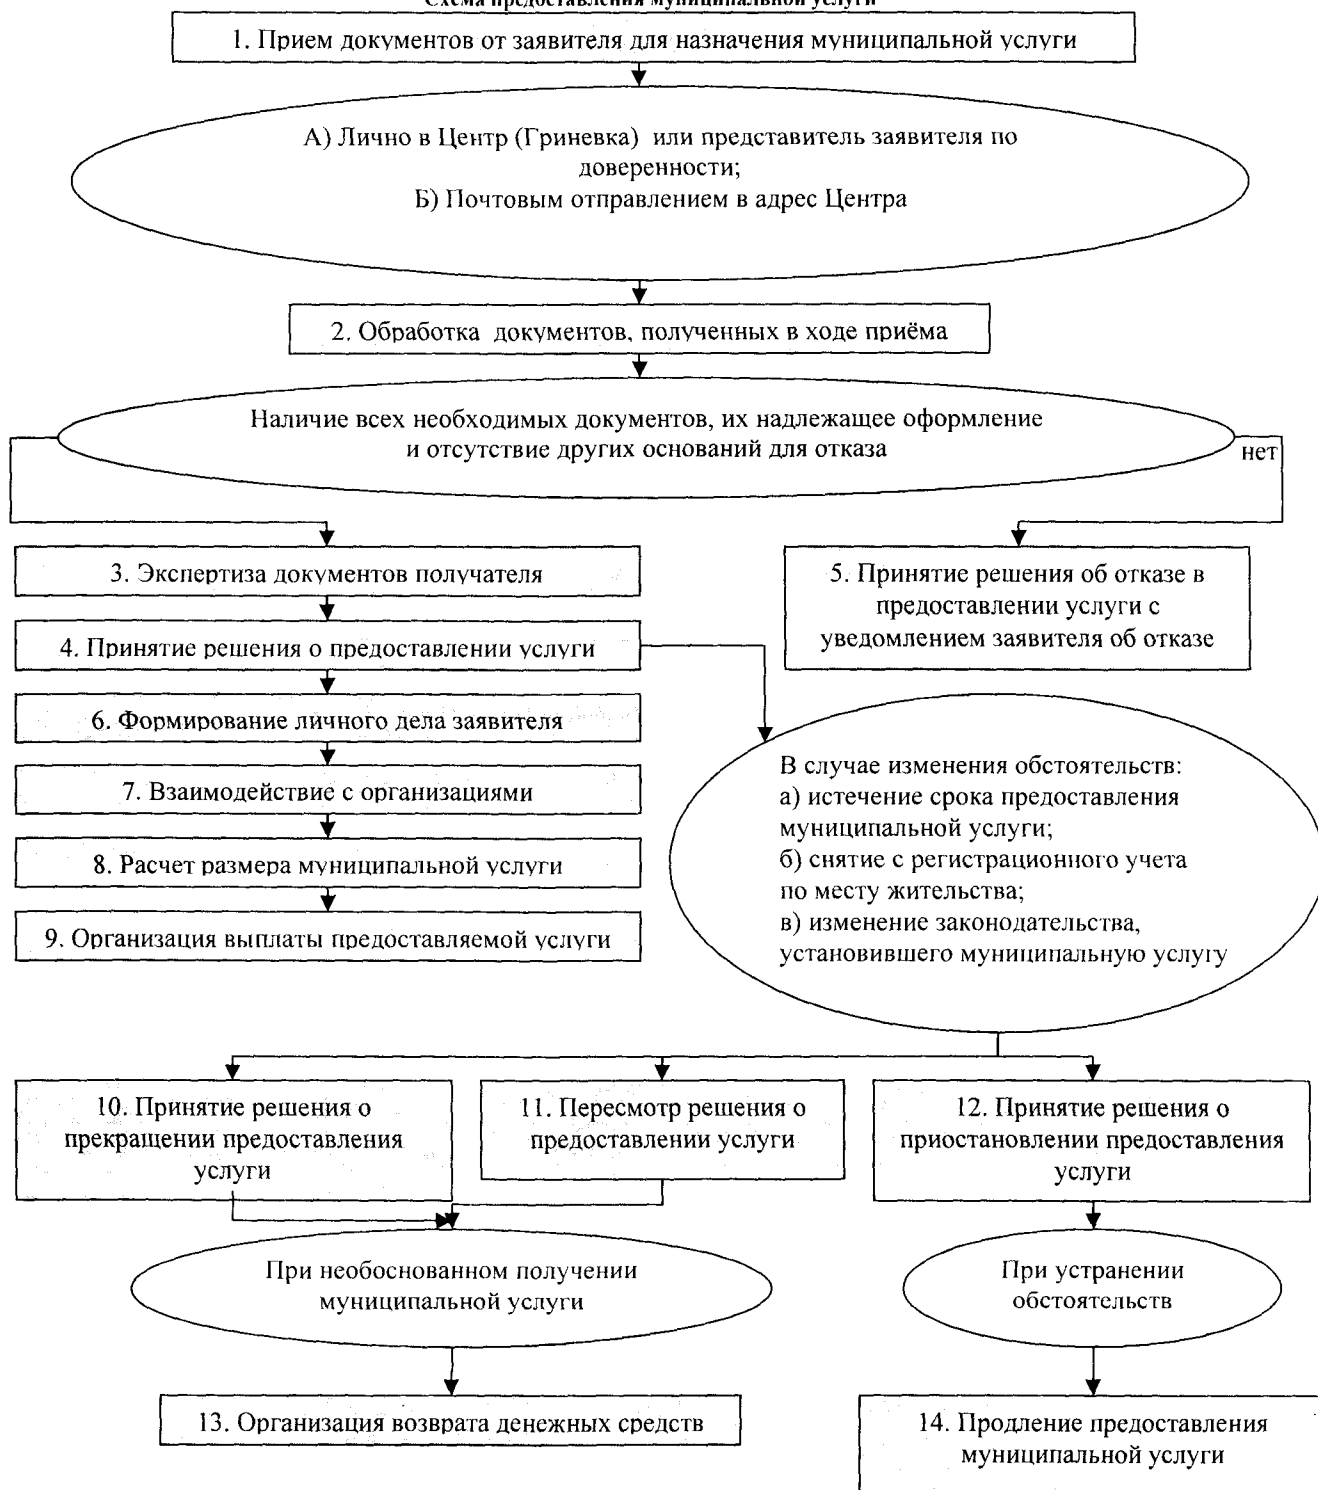 Схема предоставления муниципальной услуги
1. Прием документов от заявителя для назначения муниципальной услуги
А) Лично в Центр (Гриневка) или представитель заявителя по
доверенности;
Б) Почтовым отправлением в адрес Центра
2. Обработка документов, полученных в ходе приёма
Наличие всех необходимых документов, их надлежащее оформление
и отсутствие других оснований для отказа
нет
3. Экспертиза документов получателя
4. Принятие решения о предоставлении услуги
6. Формирование личного дела заявителя
7. Взаимодействие с организациями
8. Расчет размера муниципальной услуги
9. Организация выплаты предоставляемой услуги
5. Принятие решения об отказе в
предоставлении услуги с
уведомлением заявителя об отказе
В случае изменения обстоятельств:
а) истечение срока предоставления
муниципальной услуги;
б) снятие с регистрационного учета
по месту жительства;
в) изменение законодательства,
установившего муниципальную услугу
10. Принятие решения о
прекращении предоставления
услуги
11. Пересмотр решения о
предоставлении услуги
12. Принятие решения о
приостановлении предоставления
услуги
При необоснованном получении
муниципальной услуги
При устранении
обстоятельств
13. Организация возврата денежных средств
14. Продление предоставления
муниципальной услуги